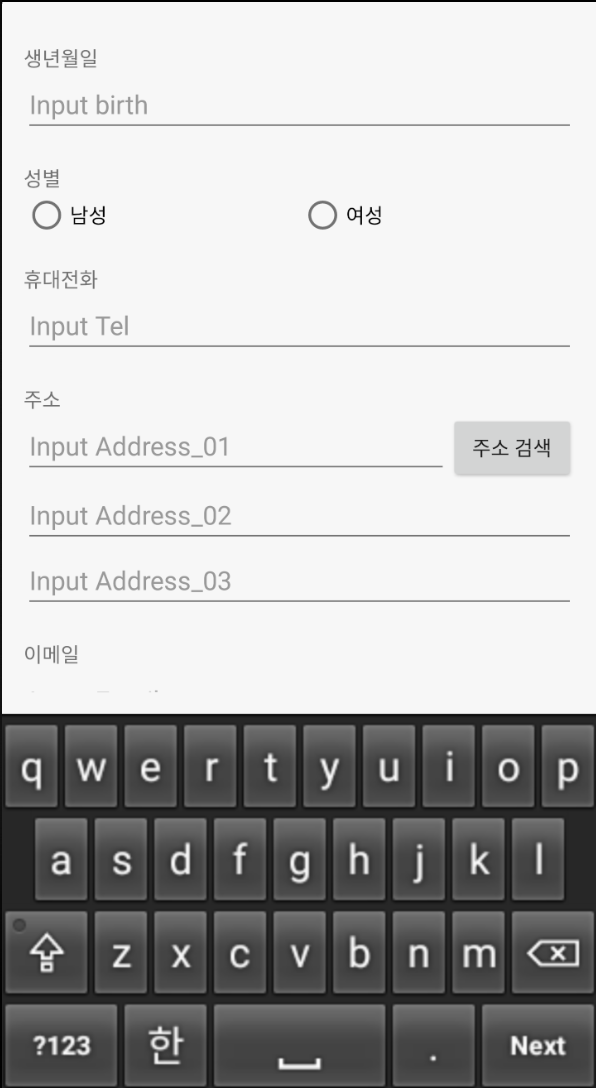 생년월일
Input birth
성별
남성 여성
휴대전화
Input Tel
주소
Input Address_01 주소 검색
Input Address_02
Input Address_03
이메일
q w e r t y u i o p
a s d f g h j k l
z x c v b n m
?123 한 . Next